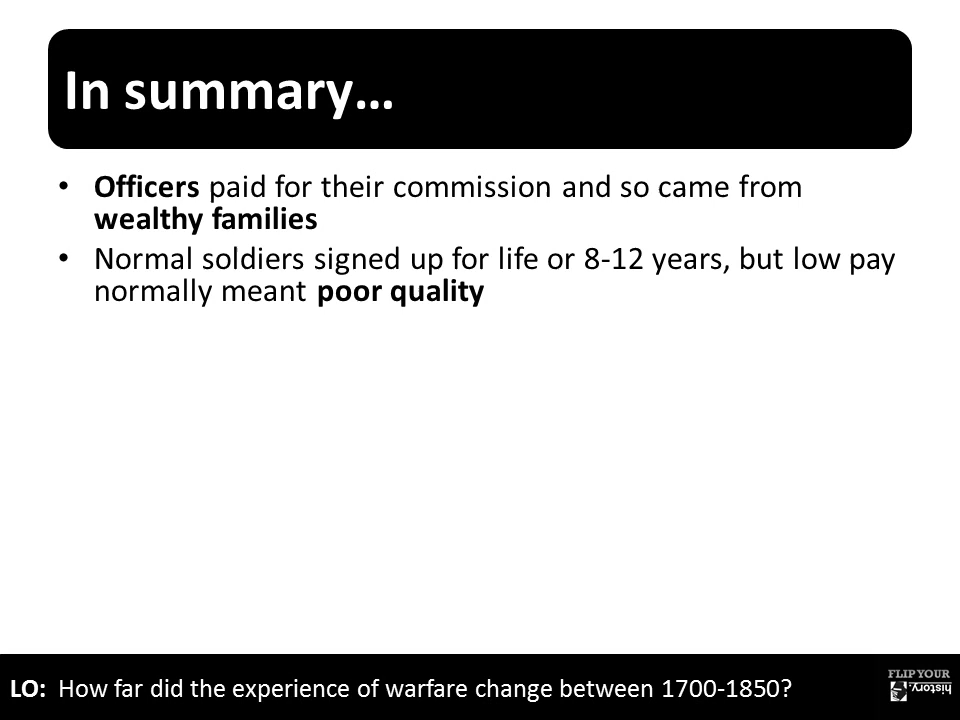 In summary…
• Officers paid for their commission and so came from
wealthy families
• Normal soldiers signed up for life or 8-12 years, but low pay
normally meant poor quality
LO: How far did the experience of warfare change between 1700-1850?
FLIP YOUR
history.